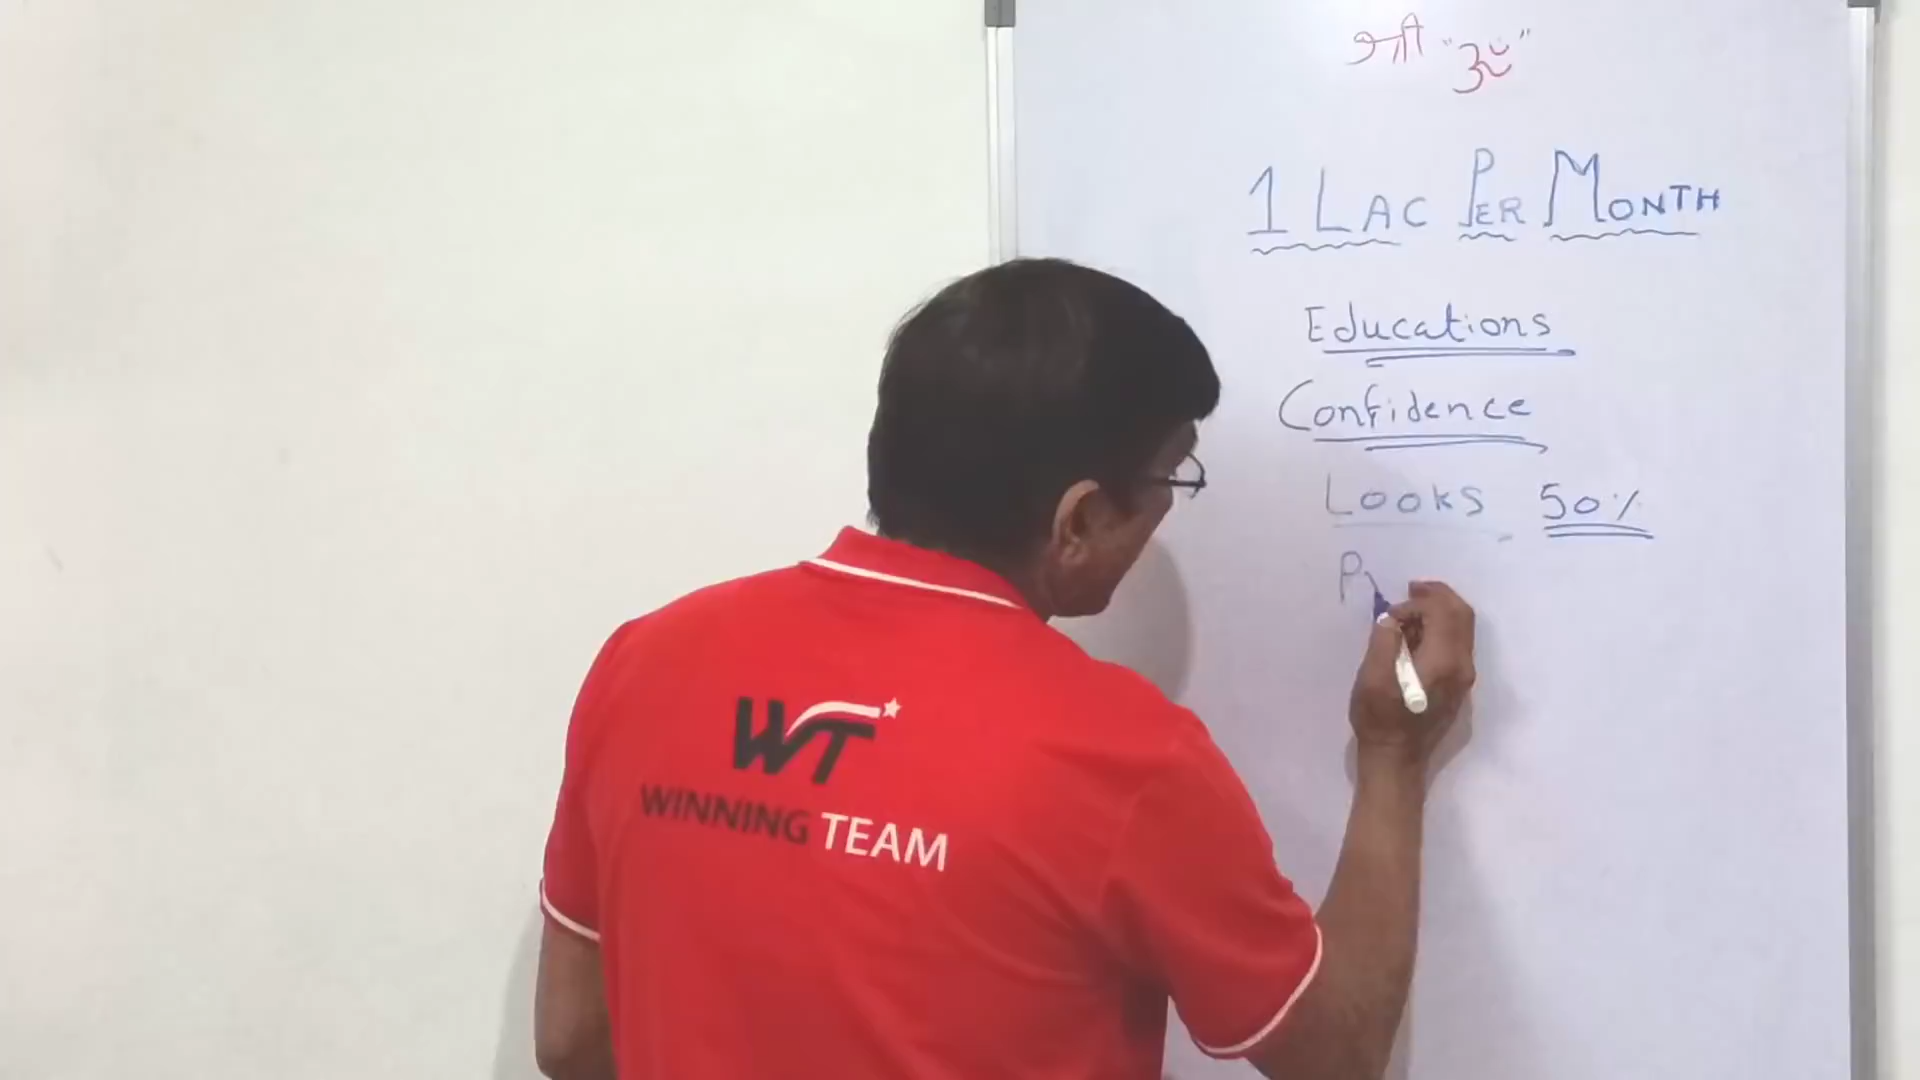 श्री "ॐ"
1 LAC PER MONTH
Educations
Confidence
Looks 50%
P
WT
WINNING TEAM